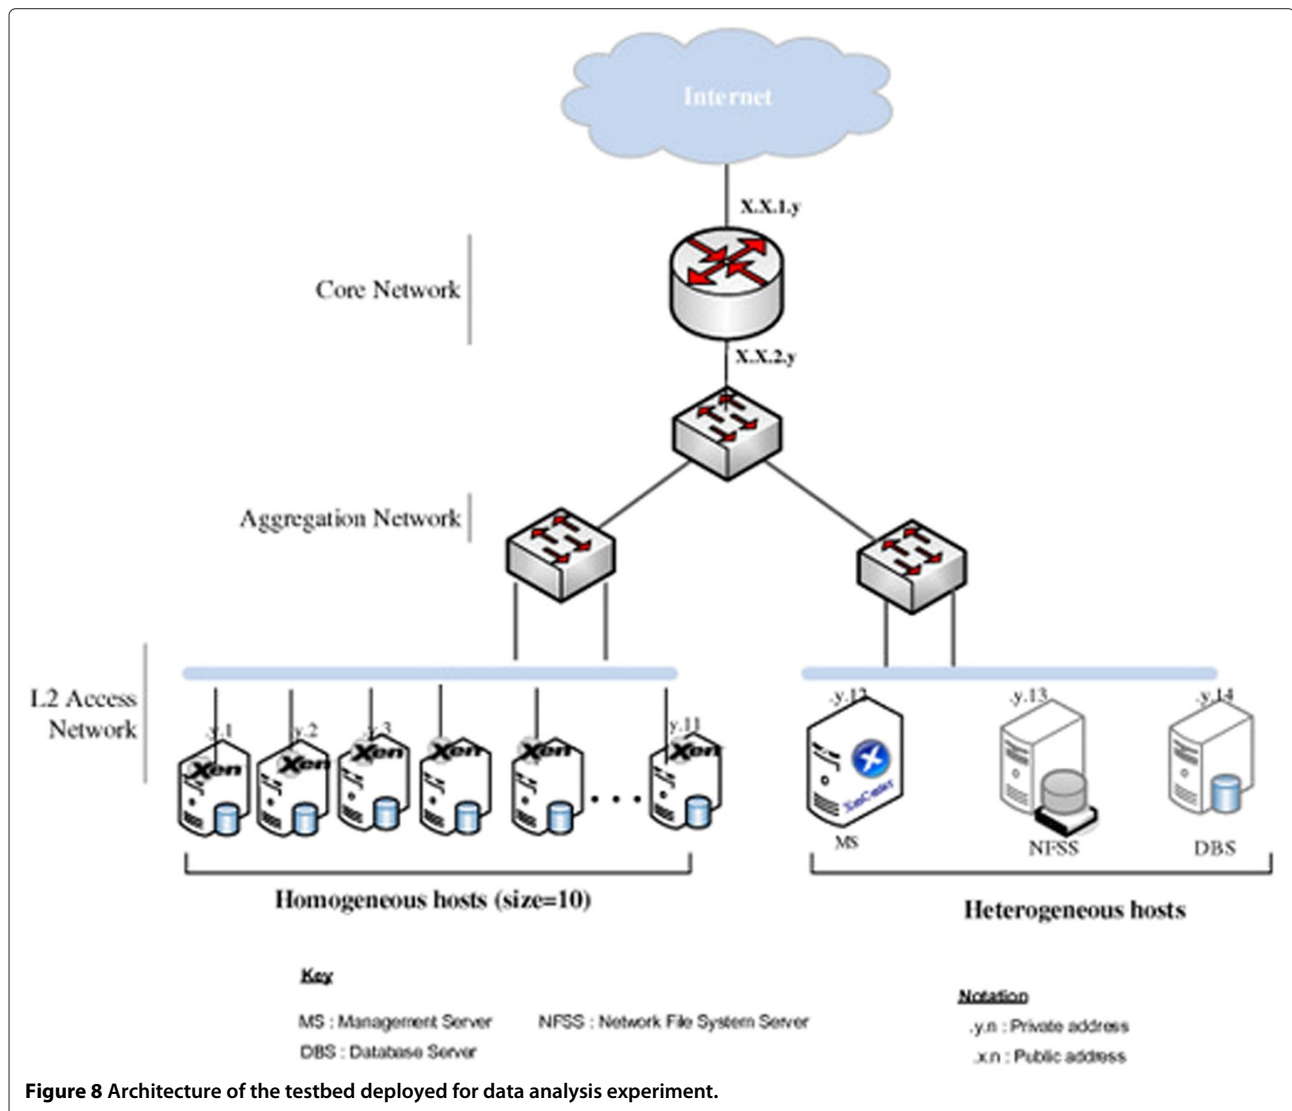 Internet
X.X.1.y
Core Network
X.X.2.y
Aggregation Network
L2 Access
Network
.y.1
y.2
y.3
y.11
.y.12
.y.13
.y.14
Xen
Xen
Xen
Xen
Xen
Xen
MS
NFSS
DBS
Homogeneous hosts (size=10)
Heterogeneous hosts
Key
MS : Management Server
NFSS : Network File System Server
DBS : Database Server
Notation
.y.n : Private address
.x.n : Public address
Figure 8 Architecture of the testbed deployed for data analysis experiment.